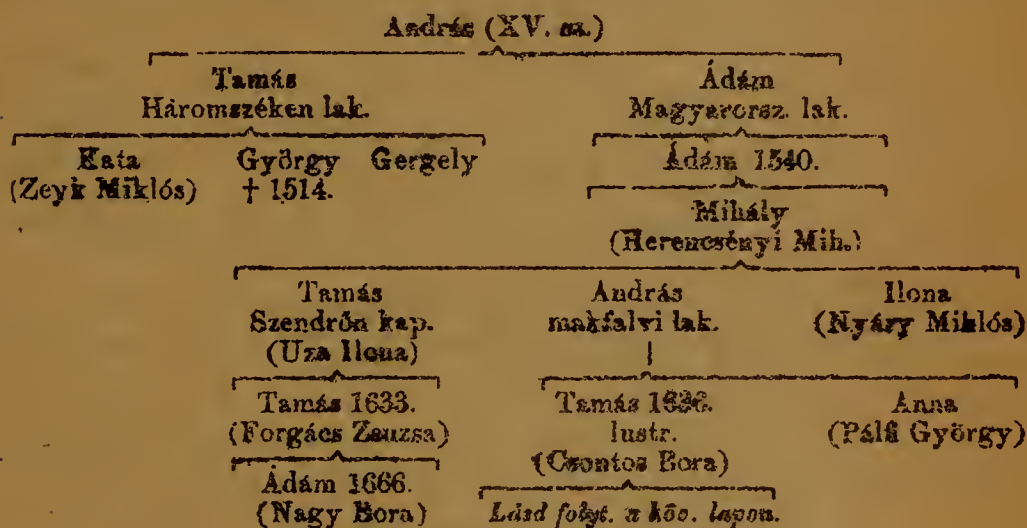 András (XV. sz.)
Tamás Ádám
Háromszéken lak. Magyarorsz. lak.
Kata György Gergely Ádám 1540.
(Zeyk Miklós) † 1514.
Mihály
(Herencsényi Mih.)
Tamás András Ilona
Szendrőn kap. makfalvi lak. (Nyáry Miklós)
(Uza Ilona)
Tamás 1633. Tamás 1636. Anna
(Forgács Zsuzsa) lustr. (Pálfi György)
(Csontos Bora)
Ádám 1666.
(Nagy Bora) Lásd folyt. a köv. lapon.